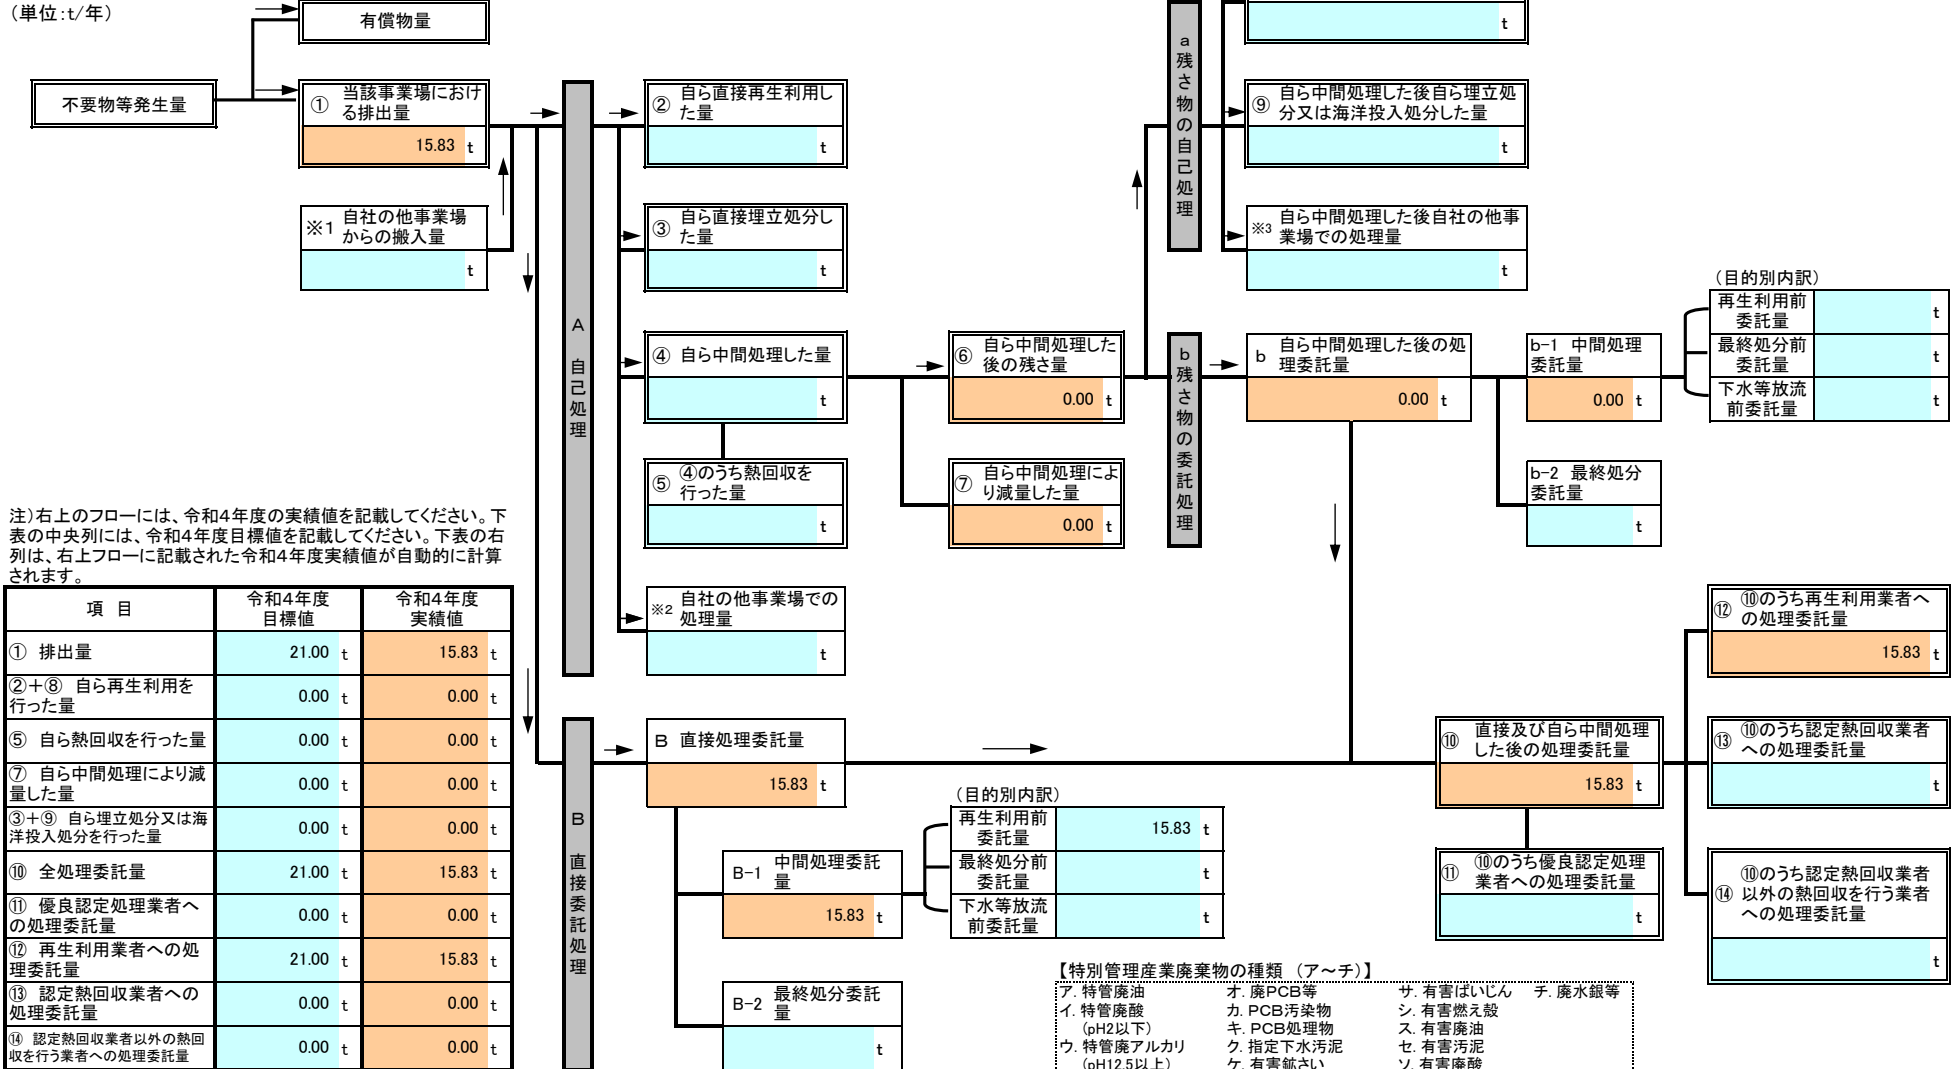 (単位:t/年)
有償物量
不要物等発生量
① 当該事業場におけ
る排出量
15.83 t
※1 自社の他事業場
からの搬入量
t
A 自己処理
② 自ら直接再生利用し
た量
t
③ 自ら直接埋立処分し
た量
t
④ 自ら中間処理した量
t
⑤ ④のうち熱回収を
行った量
t
※2 自社の他事業場での
処理量
t
⑥ 自ら中間処理した
後の残さ量
0.00 t
⑦ 自ら中間処理によ
り減量した量
0.00 t
a 残さ物の自己処理
t
⑨ 自ら中間処理した後自ら埋立処
分又は海洋投入処分した量
t
※3 自ら中間処理した後自社の他事
業場での処理量
t
b 残さ物の委託処理
b 自ら中間処理した後の処
理委託量
0.00 t
b-1 中間処理
委託量
0.00 t
b-2 最終処分
委託量
t
(目的別内訳)
再生利用前
委託量
t
最終処分前
委託量
t
下水等放流
前委託量
t
注)右上のフローには、令和4年度の実績値を記載してください。下
表の中央列には、令和4年度目標値を記載してください。下表の右
列は、右上フローに記載された令和4年度実績値が自動的に計算
されます。
項 目 令和4年度
目標値 令和4年度
実績値
① 排出量 21.00 t 15.83 t
②+⑧ 自ら再生利用を
行った量 0.00 t 0.00 t
⑤ 自ら熱回収を行った量 0.00 t 0.00 t
⑦ 自ら中間処理により減
量した量 0.00 t 0.00 t
③+⑨ 自ら埋立処分又は海
洋投入処分を行った量 0.00 t 0.00 t
⑩ 全処理委託量 21.00 t 15.83 t
⑪ 優良認定処理業者へ
の処理委託量 0.00 t 0.00 t
⑫ 再生利用業者への処
理委託量 21.00 t 15.83 t
⑬ 認定熱回収業者への
処理委託量 0.00 t 0.00 t
⑭ 認定熱回収業者以外の熱回
収を行う業者への処理委託量 0.00 t 0.00 t
B 直接委託処理
B 直接処理委託量
15.83 t
B-1 中間処理委託
量
15.83 t
B-2 最終処分委託
量
t
(目的別内訳)
再生利用前
委託量
15.83 t
最終処分前
委託量
t
下水等放流
前委託量
t
⑩ 直接及び自ら中間処理
した後の処理委託量
15.83 t
⑪ ⑩のうち優良認定処理
業者への処理委託量
t
⑫ ⑩のうち再生利用業者へ
の処理委託量
15.83 t
⑬ ⑩のうち認定熱回収業者
への処理委託量
t
⑭ ⑩のうち認定熱回収業者
以外の熱回収を行う業者
への処理委託量
t
【特別管理産業廃棄物の種類 (ア~チ)】
ア. 特管廃油 オ. 廃PCB等 サ. 有害ばいじん チ. 廃水銀等
イ. 特管廃酸 カ. PCB汚染物 シ. 有害燃え殻
(pH2以下) キ. PCB処理物 ス. 有害廃油
ウ. 特管廃アルカリ ク. 指定下水汚泥 セ. 有害汚泥
(pH12.5以上) ケ. 有害鉱さい ソ. 有害廃酸